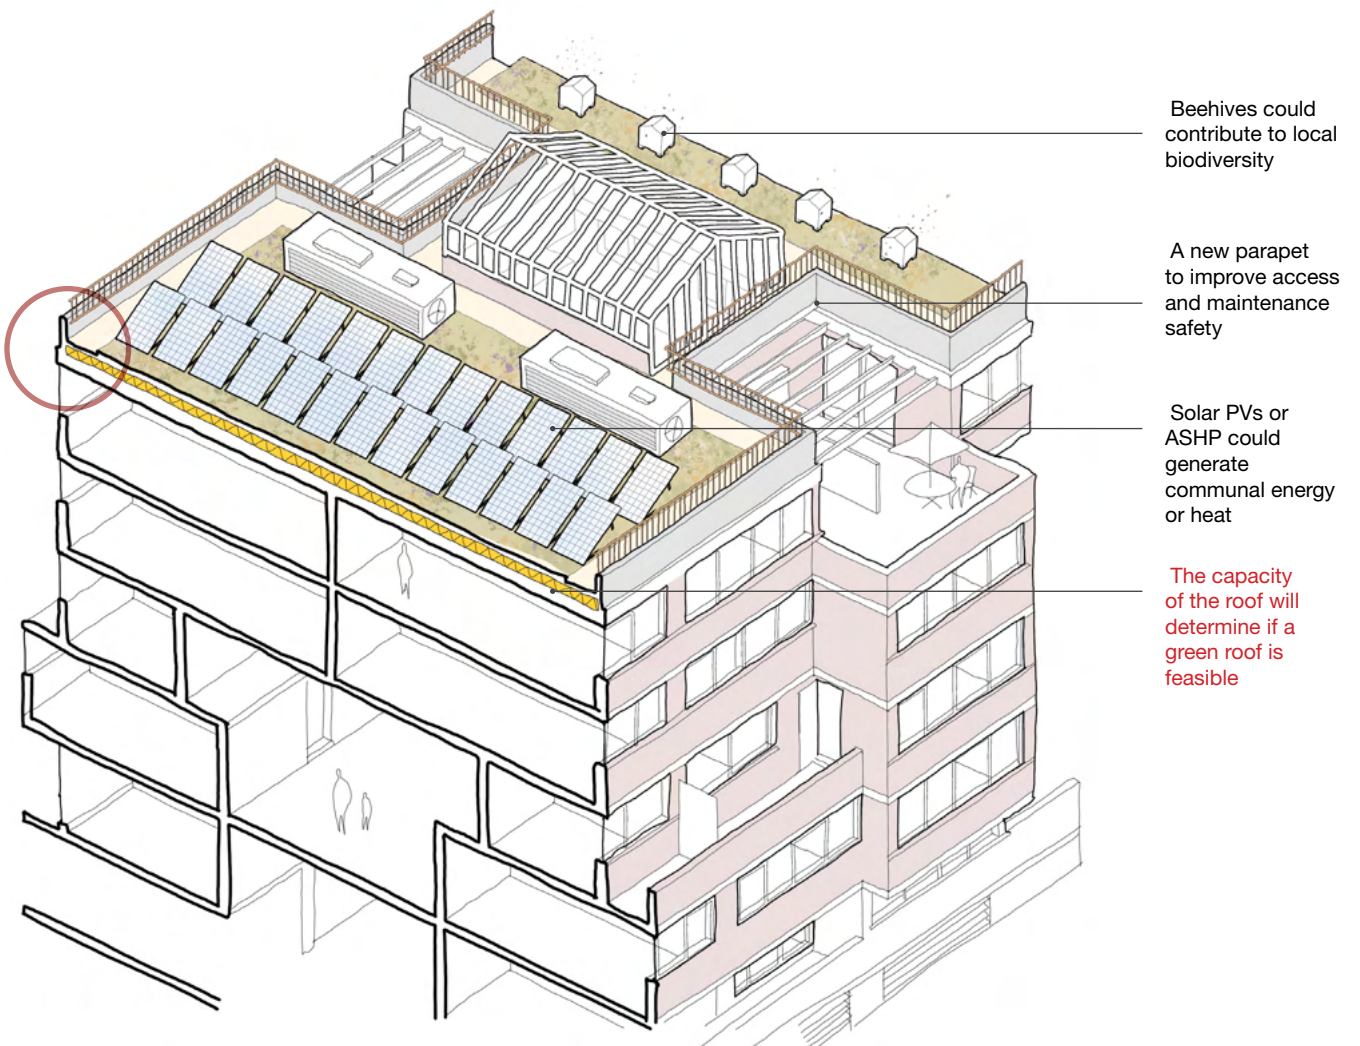 Beehives could
contribute to local
biodiversity
A new parapet
to improve access
and maintenance
safety
Solar PVs or
ASHP could
generate
communal energy
or heat
The capacity
of the roof will
determine if a
green roof is
feasible